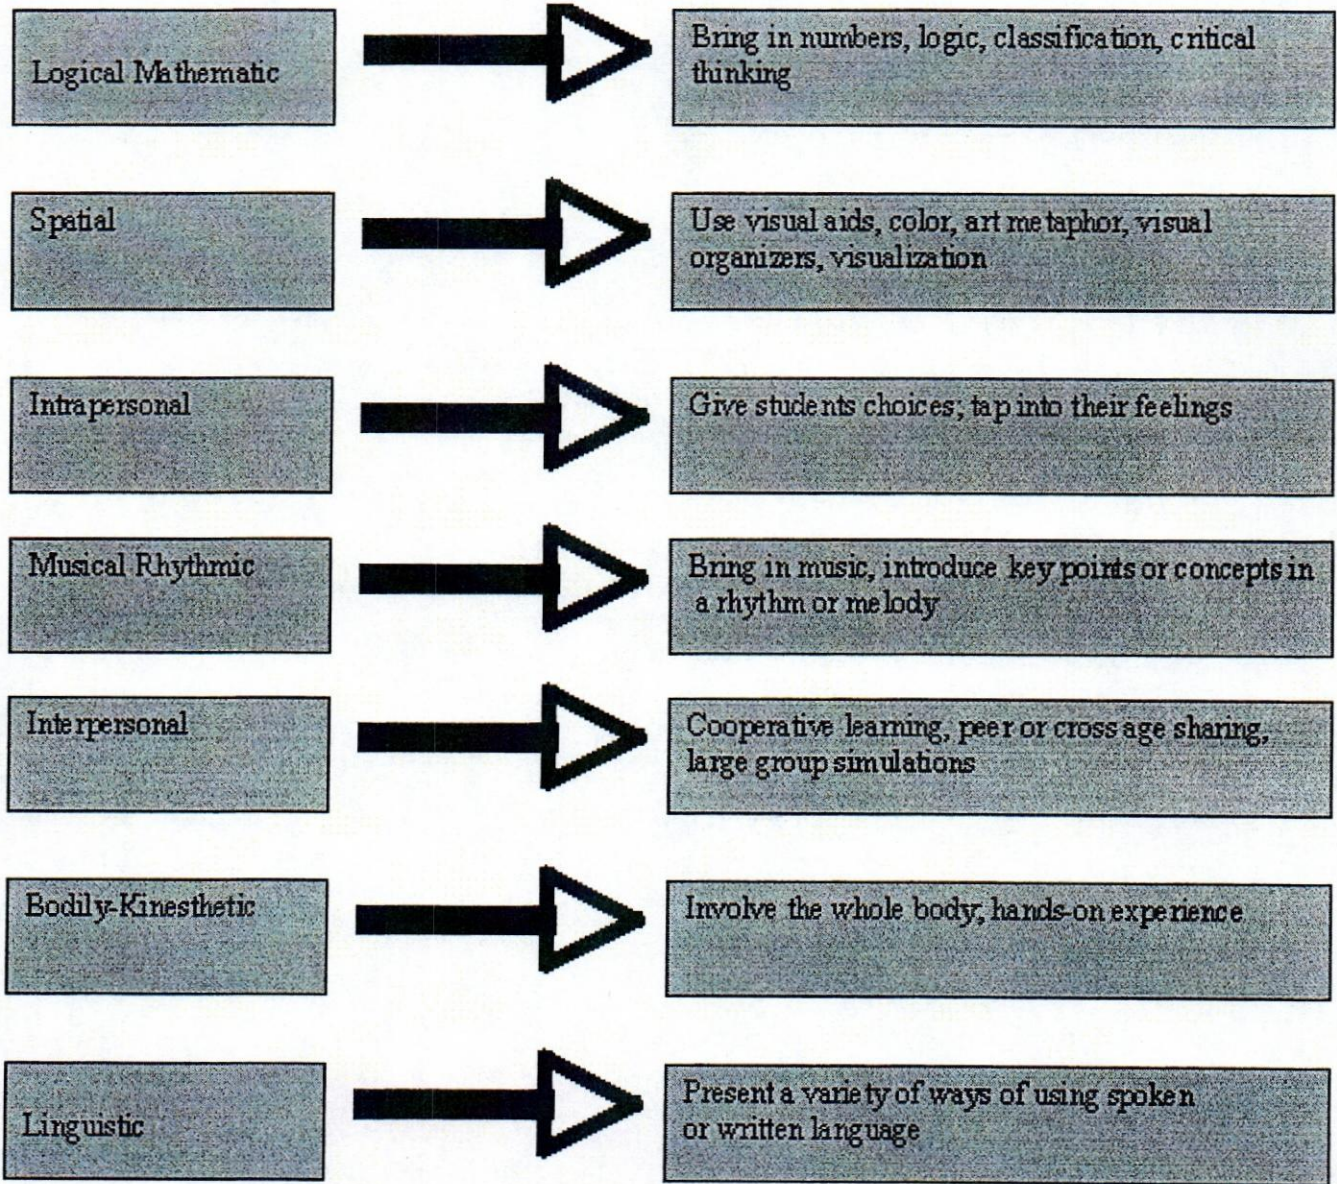 Logical Mathematic
Bring in numbers, logic, classification, critical
thinking
Spatial
Use visual aids, color, art metaphor, visual
organizers, visualization
Intrapersonal
Give students choices; tap into their feelings
Musical Rhythmic
Bring in music, introduce key points or concepts in
a rhythm or melody
Interpersonal
Cooperative learning, peer or cross age sharing,
large group simulations
Bodily-Kinesthetic
Involve the whole body; hands-on experience
Linguistic
Present a variety of ways of using spoken
or written language